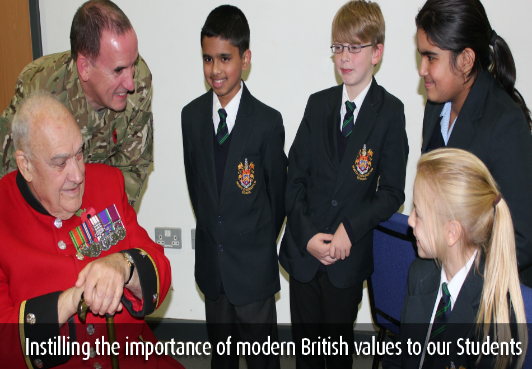 Instilling the importance of modern British values to our Students